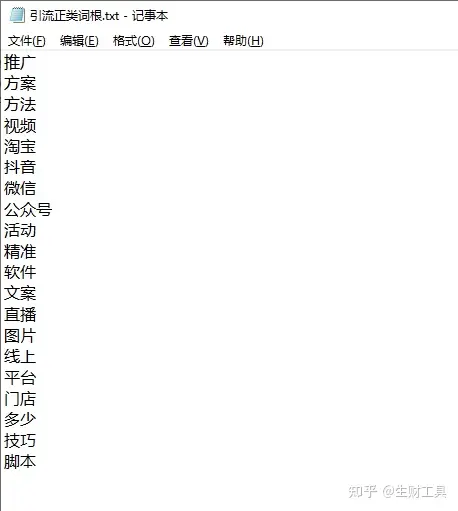 引流正类词根.txt - 记事本
文件(F) 编辑(E) 格式(O) 查看(V) 帮助(H)
推广
方案
方法
视频
淘宝
抖音
微信
公众号
活动
精准
软件
文案
直播
图片
线上
平台
门店
多少
技巧
脚本
知乎 @生财工具